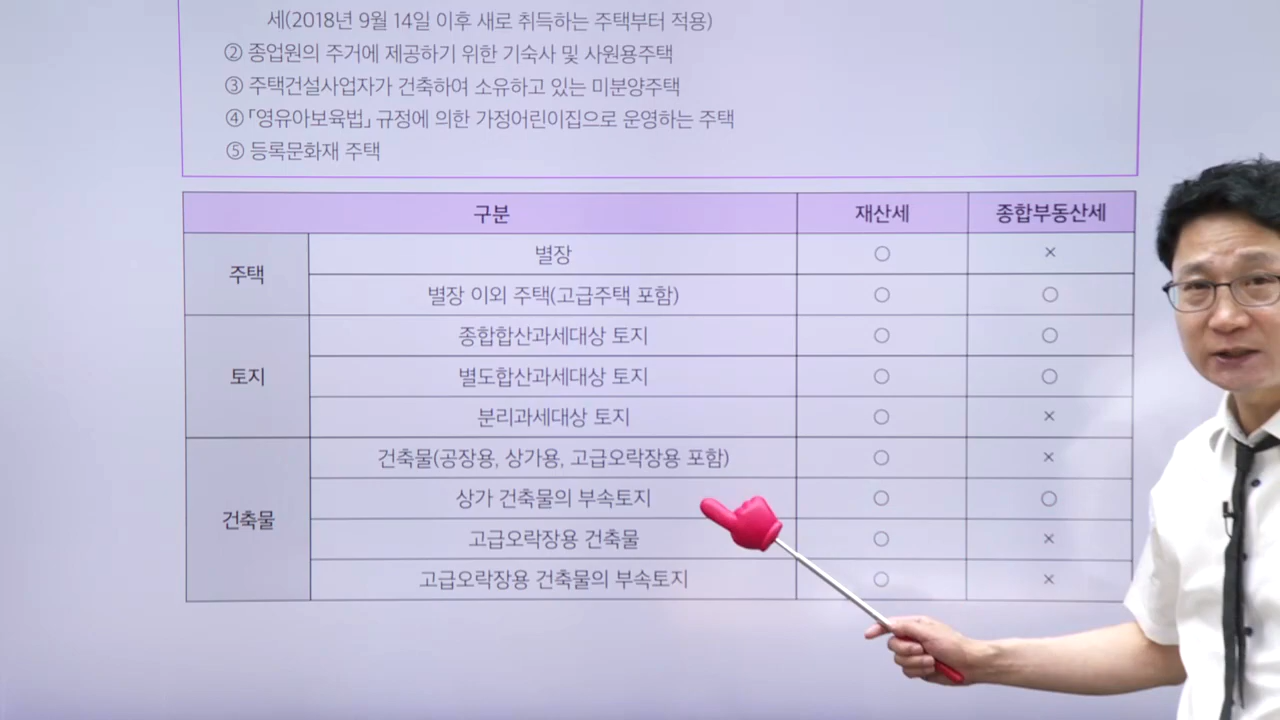 세(2018년 9월 14일 이후 새로 취득하는 주택부터 적용)
② 종업원의 주거에 제공하기 위한 기숙사 및 사원용주택
③ 주택건설사업자가 건축하여 소유하고 있는 미분양주택
④ 「영유아보육법」 규정에 의한 가정어린이집으로 운영하는 주택
⑤ 등록문화재 주택
구분 재산세 종합부동산세
주택 별장 ○ ×
별장 이외 주택(고급주택 포함) ○ ○
토지 종합합산과세대상 토지 ○ ○
별도합산과세대상 토지 ○ ○
분리과세대상 토지 ○ ×
건축물 건축물(공장용, 상가용, 고급오락장용 포함) ○ ×
상가 건축물의 부속토지 ○ ○
고급오락장용 건축물 ○ ×
고급오락장용 건축물의 부속토지 ○ ×